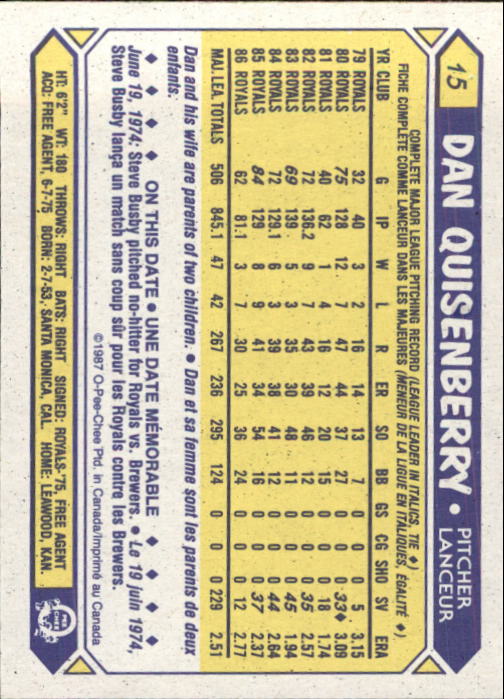 15
DAN QUISENBERRY • PITCHER LANCEUR
COMPLETE MAJOR LEAGUE PITCHING RECORD (LEAGUE LEADER IN ITALICS, TIE ♦)
FICHE COMPLÈTE COMME LANCEUR DANS LES MAJEURES (MENEUR DE LA LIGUE EN ITALIQUES, ÉGALITÉ ♦)
YR CLUB G IP W L R ER SO BB GS CG SHO SV ERA
79 ROYALS 32 40 3 2 16 14 13 7 0 0 0 5 3.15
80 ROYALS 75 128 12 7 47 44 37 27 0 0 0 33♦ 3.09
81 ROYALS 40 62 1 4 16 12 20 15 0 0 0 18 1.74
82 ROYALS 72 136.2 9 7 43 39 46 12 0 0 0 35 2.57
83 ROYALS 69 139 5 3 35 30 48 11 0 0 0 45 1.94
84 ROYALS 72 129.1 6 3 39 38 41 12 0 0 0 44 2.64
85 ROYALS 84 129 8 9 41 34 54 16 0 0 0 37 2.37
86 ROYALS 62 81.1 3 7 30 25 36 24 0 0 0 12 2.77
MAJ. LEA. TOTALS 506 845.1 47 42 267 236 295 124 0 0 0 229 2.51
Dan and his wife are parents of two children. • Dan et sa femme sont les parents de deux
enfants.
♦ ♦ ♦ ♦ ON THIS DATE • UNE DATE MÉMORABLE ♦ ♦ ♦ ♦
June 19, 1974: Steve Busby pitched no-hitter for Royals vs. Brewers. • Le 19 juin 1974,
Steve Busby lança un match sans coup sûr pour les Royals contre les Brewers.
©1987 O-Pee-Chee Ptd. in Canada/Imprimé au Canada
HT: 6'2" WT: 180 THROWS: RIGHT BATS: RIGHT SIGNED: ROYALS-'75, FREE AGENT
ACQ: FREE AGENT, 6-7-75 BORN: 2-7-53, SANTA MONICA, CAL. HOME: LEAWOOD, KAN.
O
PEE
CHEE